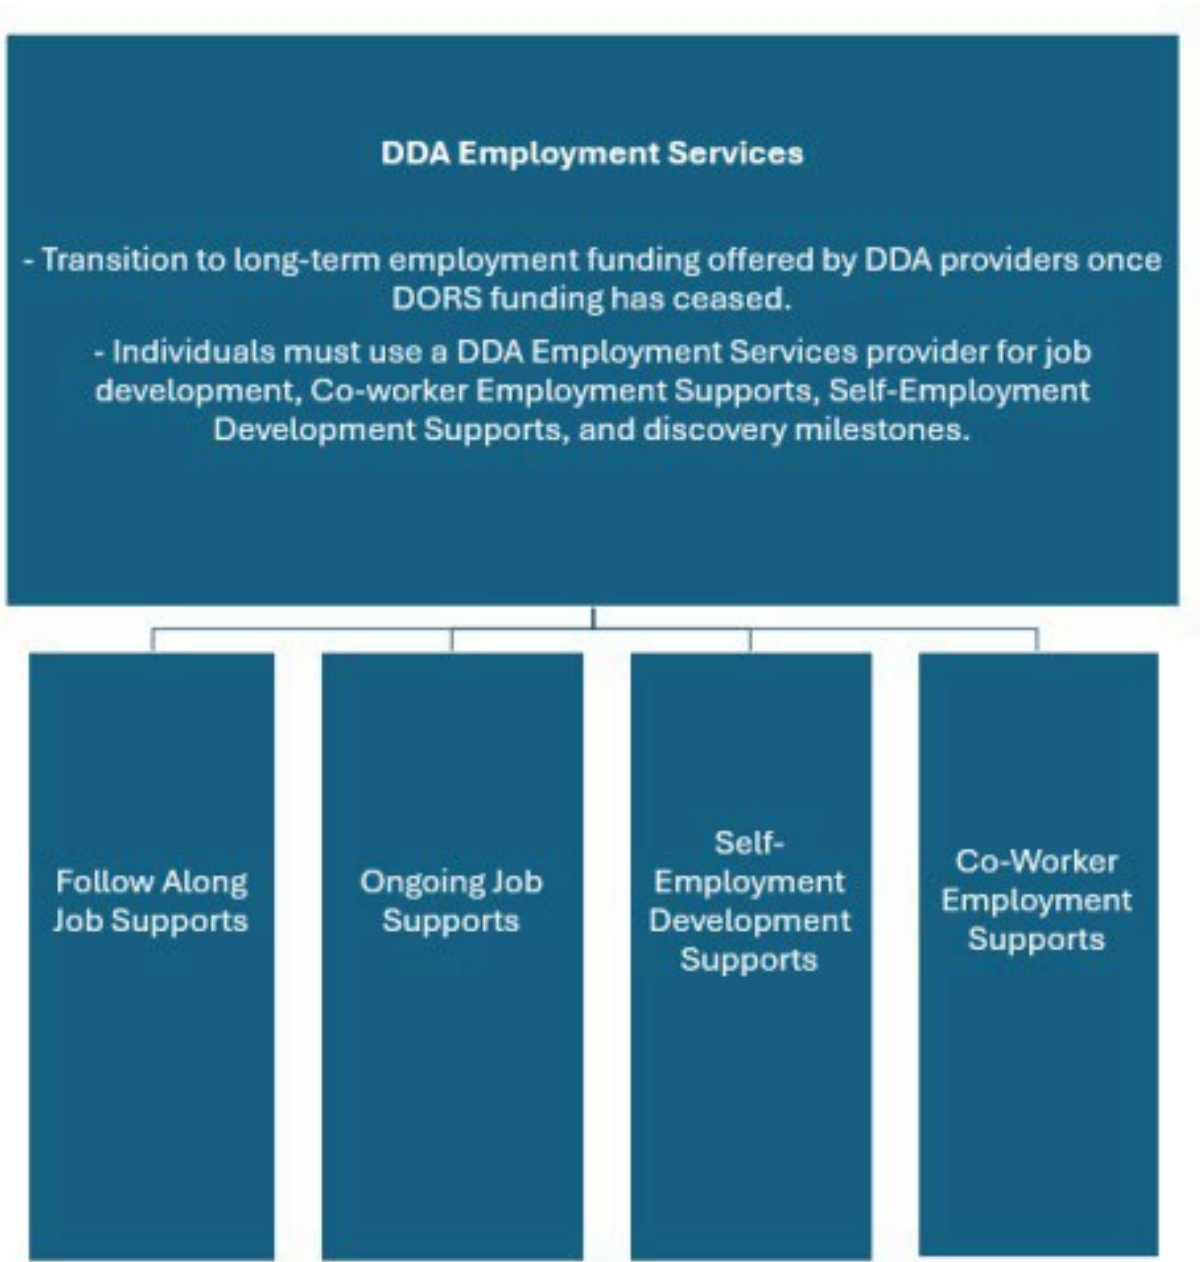 DDA Employment Services
- Transition to long-term employment funding offered by DDA providers once
DORS funding has ceased.
- Individuals must use a DDA Employment Services provider for job
development, Co-worker Employment Supports, Self-Employment
Development Supports, and discovery milestones.
Follow Along
Job Supports
Ongoing Job
Supports
Self-
Employment
Development
Supports
Co-Worker
Employment
Supports